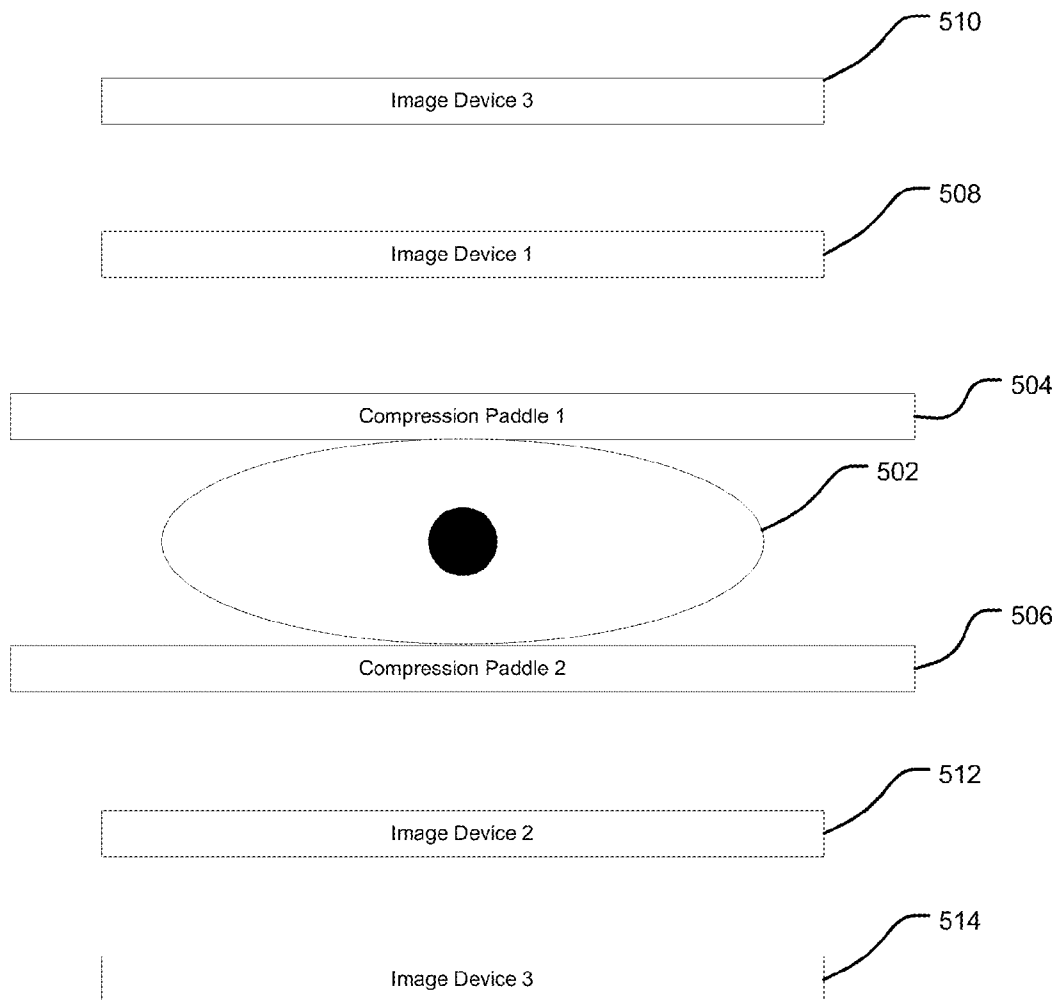 510
Image Device 3
508
Image Device 1
504
Compression Paddle 1
502
506
Compression Paddle 2
512
Image Device 2
514
Image Device 3